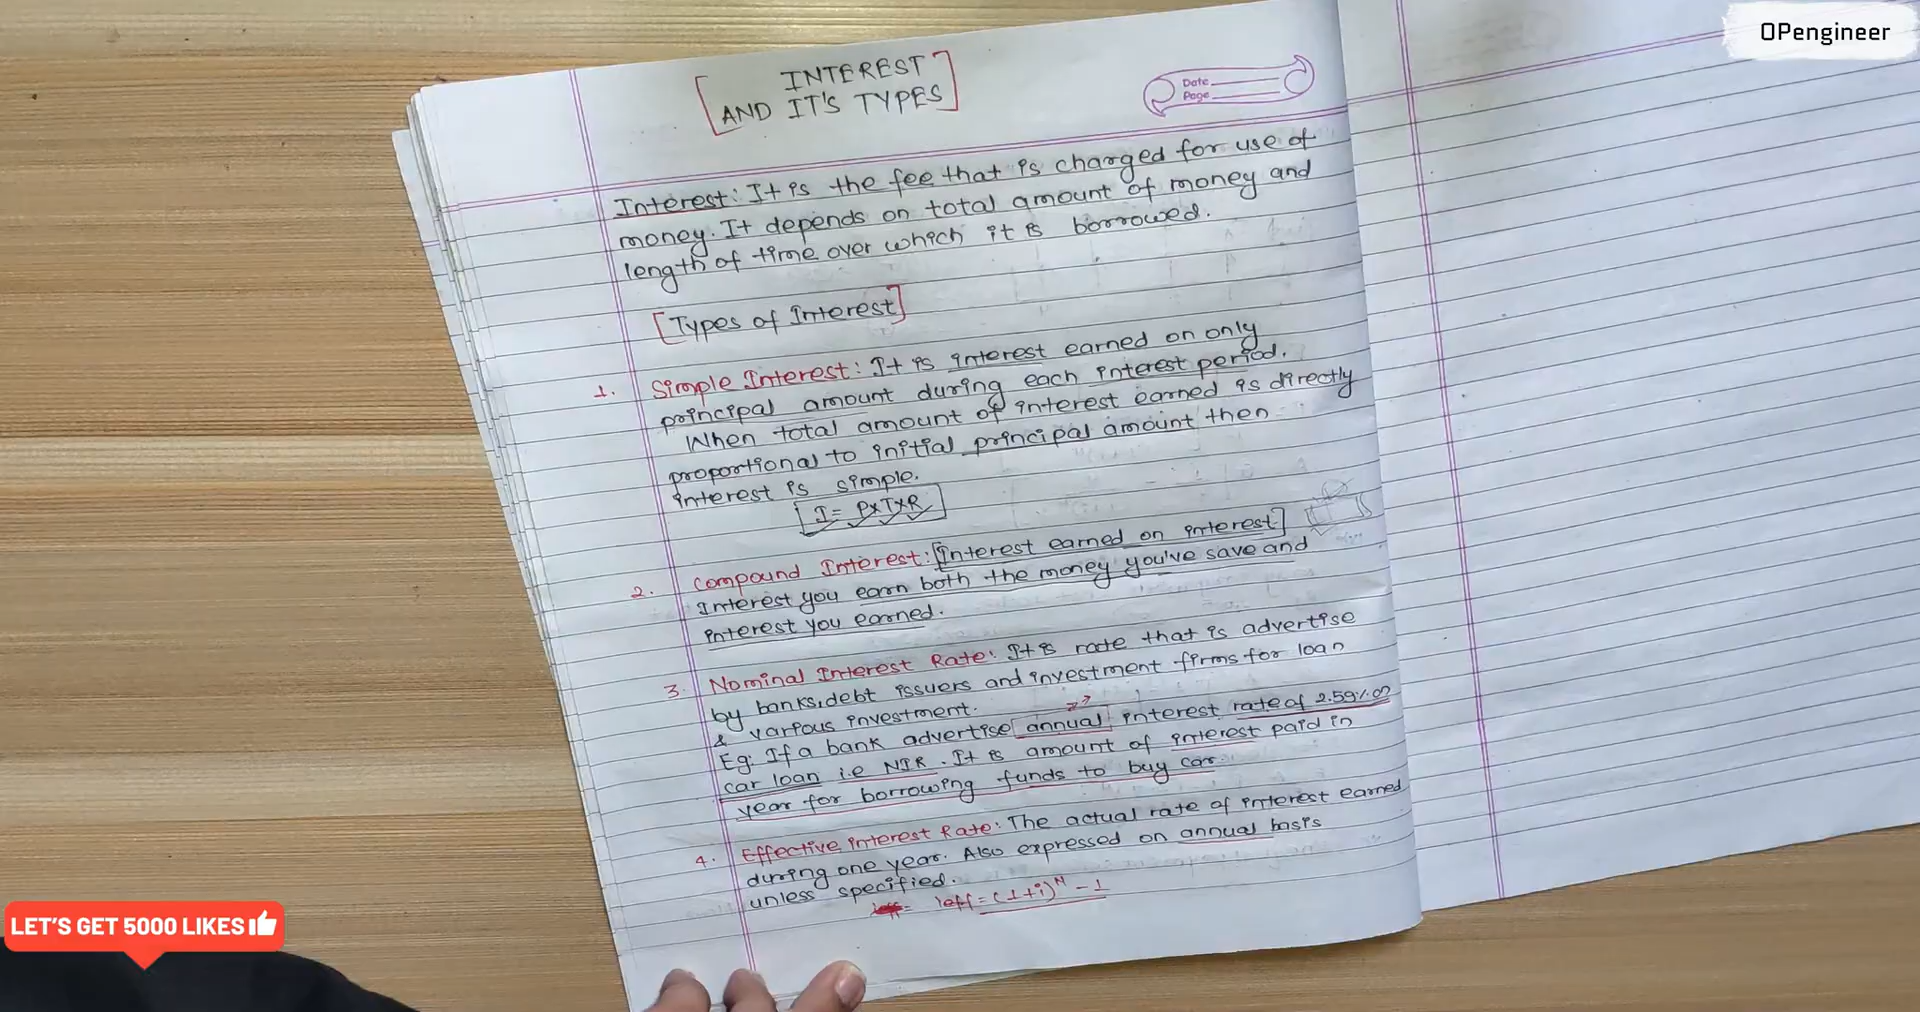 OPengineer
INTEREST
AND IT'S TYPES
Date
Page
Interest: It is the fee that is charged for use of
money. It depends on total amount of money and
length of time over which it is borrowed.
[Types of Interest]
1. Simple Interest: It is interest earned on only
principal amount during each interest period.
When total amount of interest earned is directly
proportional to initial principal amount then
interest is simple.
I = P×T×R
2. Compound Interest: [Interest earned on interest]
Interest you earn both the money you've save and
interest you earned.
3. Nominal Interest Rate: It is rate that is advertise
by banks, debt issuers and investment firms for loan
& various investment.
Eg: If a bank advertise [annual] interest rate of 2.59% on
car loan i.e NIR. It is amount of interest paid in
year for borrowing funds to buy car.
4. Effective Interest Rate: The actual rate of interest earned
during one year. Also expressed on annual basis
unless specified.
ieff = (1+i)^N - 1
LET'S GET 5000 LIKES